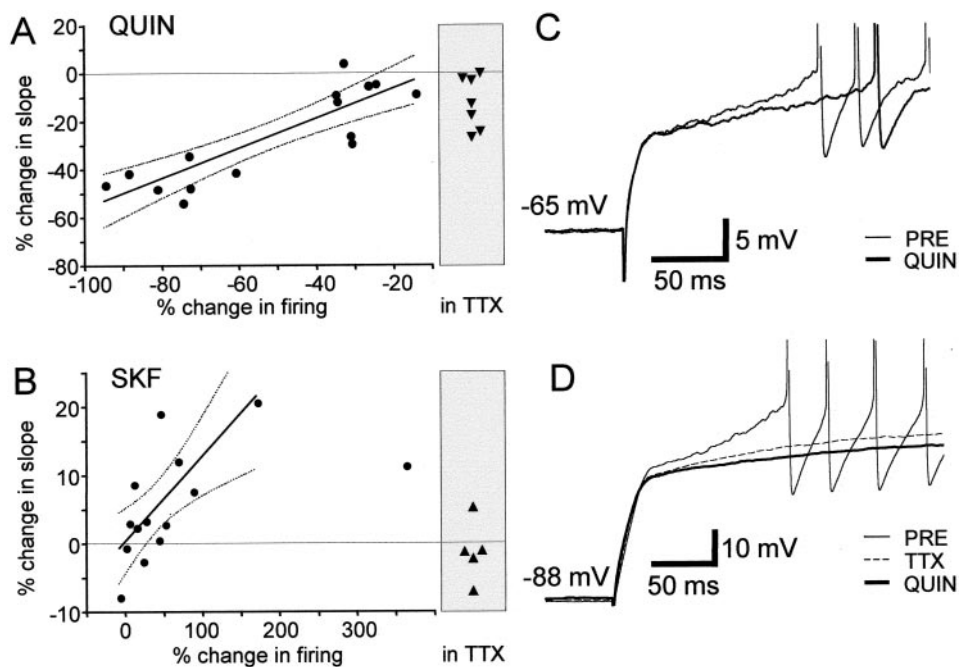 A QUIN
20
0
-20
-40
-60
-80
% change in slope
-100 -80 -60 -40 -20
% change in firing
in TTX
B SKF
20
10
0
-10
% change in slope
0 100 200 300
% change in firing
in TTX
C
-65 mV
5 mV
50 ms
PRE
QUIN
D
-88 mV
10 mV
50 ms
PRE
TTX
QUIN